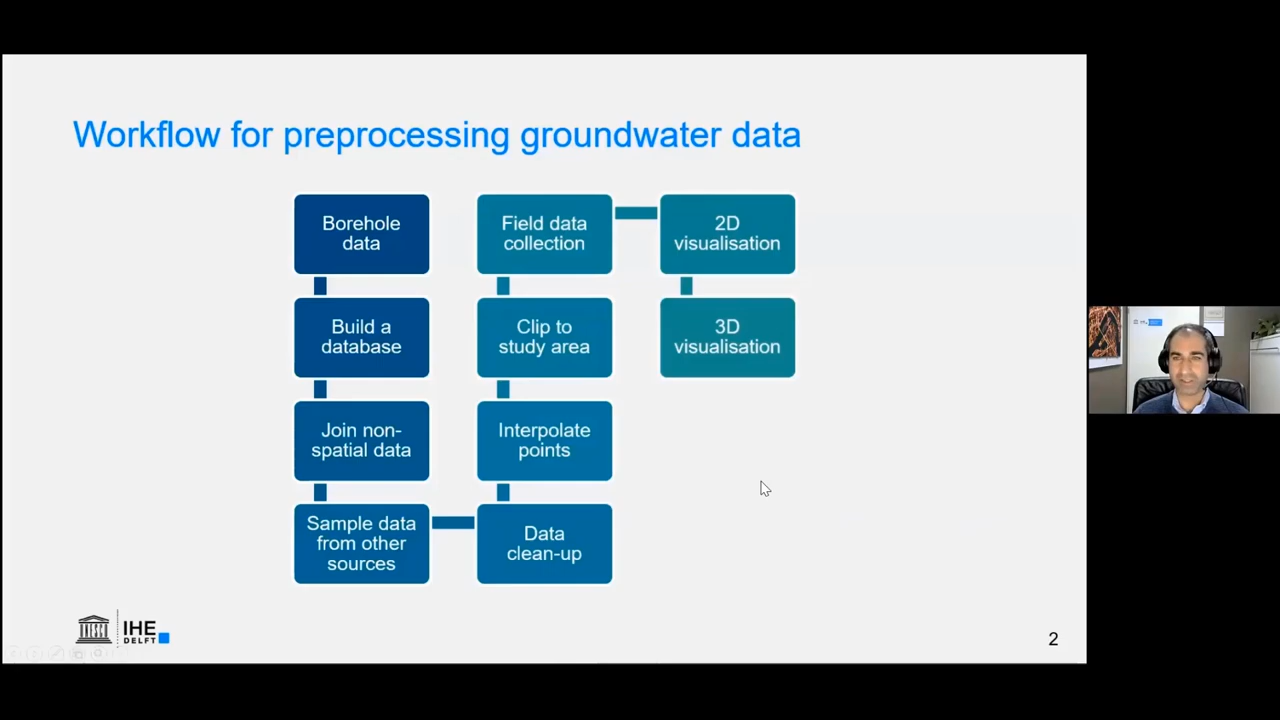 Workflow for preprocessing groundwater data
Borehole
data
Build a
database
Join non-
spatial data
Sample data
from other
sources
Data
clean-up
Interpolate
points
Clip to
study area
Field data
collection
2D
visualisation
3D
visualisation
UNESCO
IHE
DELFT
2